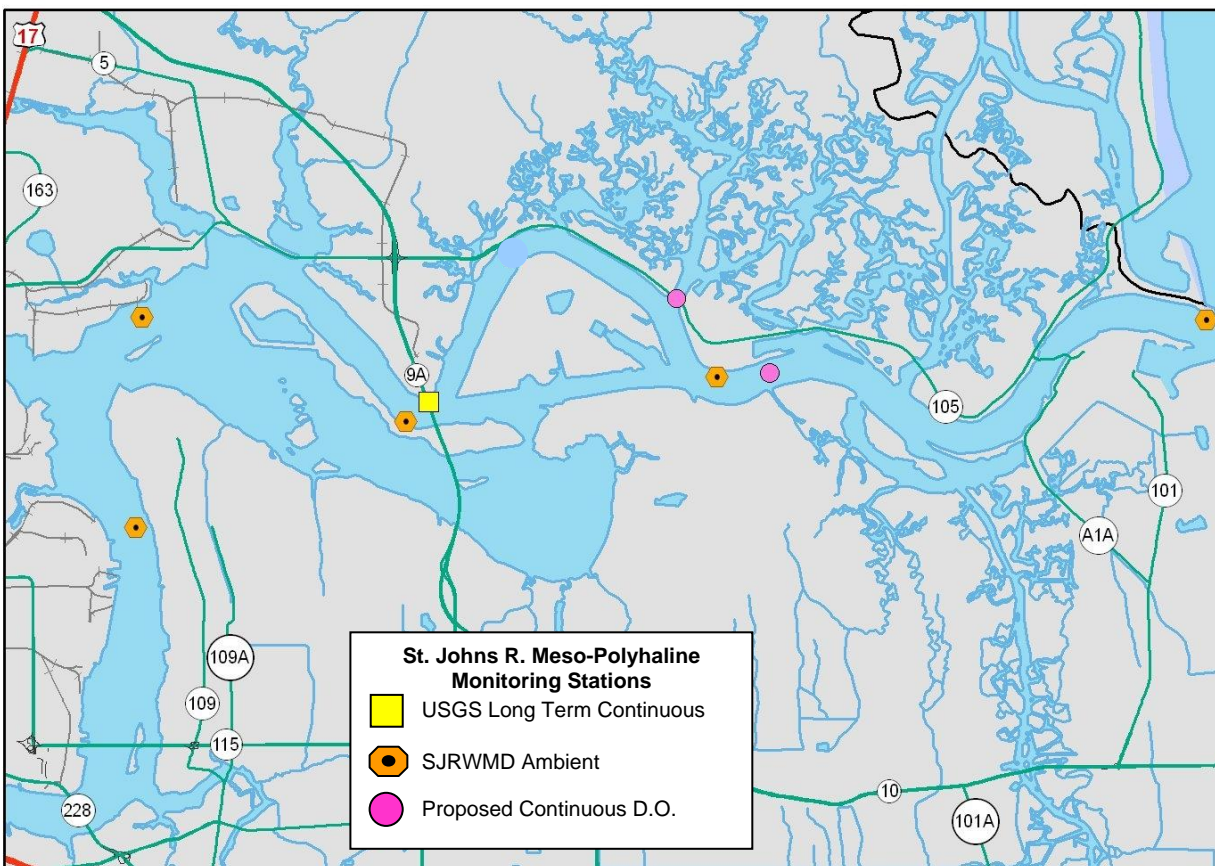 17
5
163
9A
105
101
A1A
109A
109
115
228
10
101A
St. Johns R. Meso-Polyhaline
Monitoring Stations
USGS Long Term Continuous
SJRWMD Ambient
Proposed Continuous D.O.